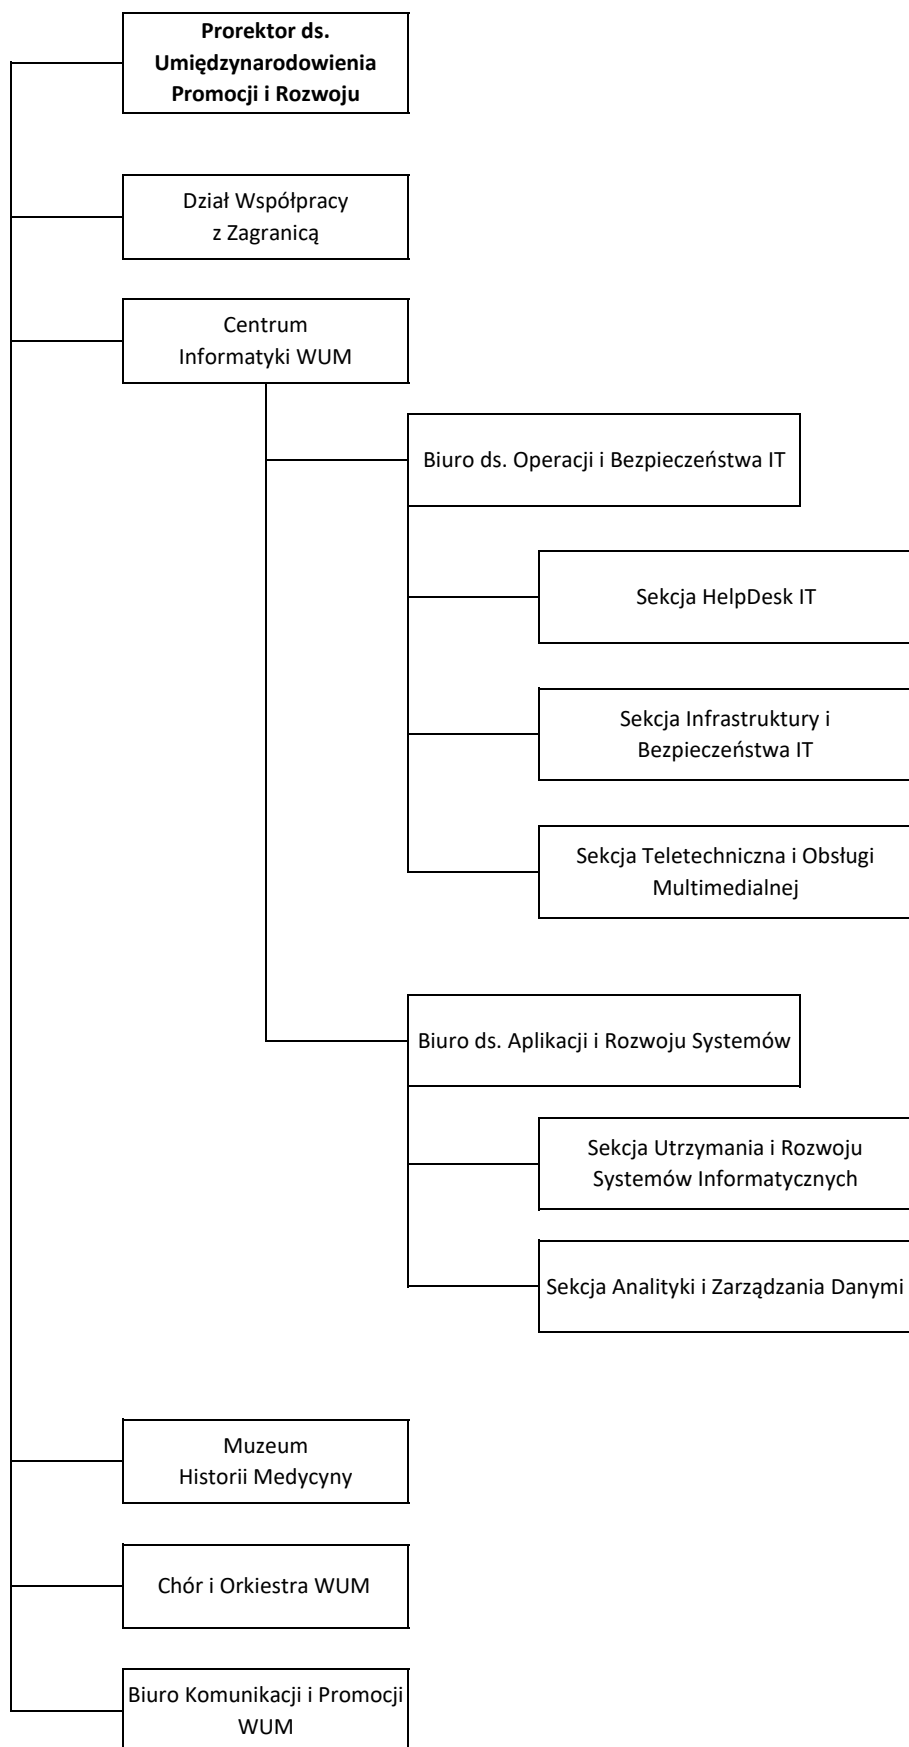 Prorektor ds.
Umiędzynarodowienia
Promocji i Rozwoju
Dział Współpracy
z Zagranicą
Centrum
Informatyki WUM
Biuro ds. Operacji i Bezpieczeństwa IT
Sekcja HelpDesk IT
Sekcja Infrastruktury i
Bezpieczeństwa IT
Sekcja Teletechniczna i Obsługi
Multimedialnej
Biuro ds. Aplikacji i Rozwoju Systemów
Sekcja Utrzymania i Rozwoju
Systemów Informatycznych
Sekcja Analityki i Zarządzania Danymi
Muzeum
Historii Medycyny
Chór i Orkiestra WUM
Biuro Komunikacji i Promocji
WUM